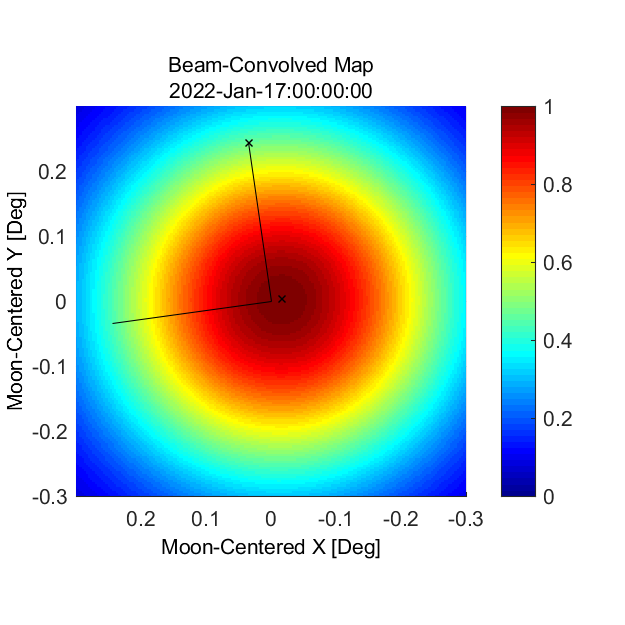 Beam-Convolved Map
2022-Jan-17:00:00:00
Moon-Centered Y [Deg]
0.2
0.1
0
-0.1
-0.2
-0.3
0.2 0.1 0 -0.1 -0.2 -0.3
Moon-Centered X [Deg]
1
0.8
0.6
0.4
0.2
0